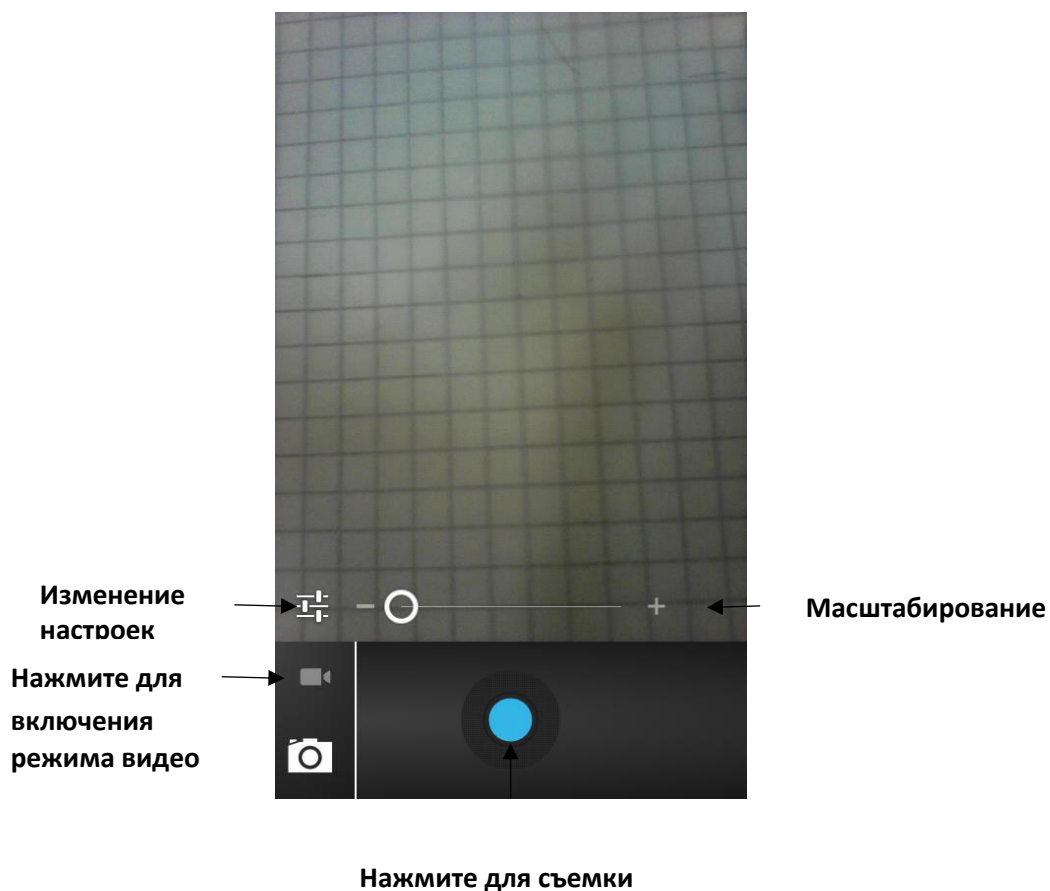 Изменение
настроек
Масштабирование
Нажмите для
включения
режима видео
Нажмите для съемки